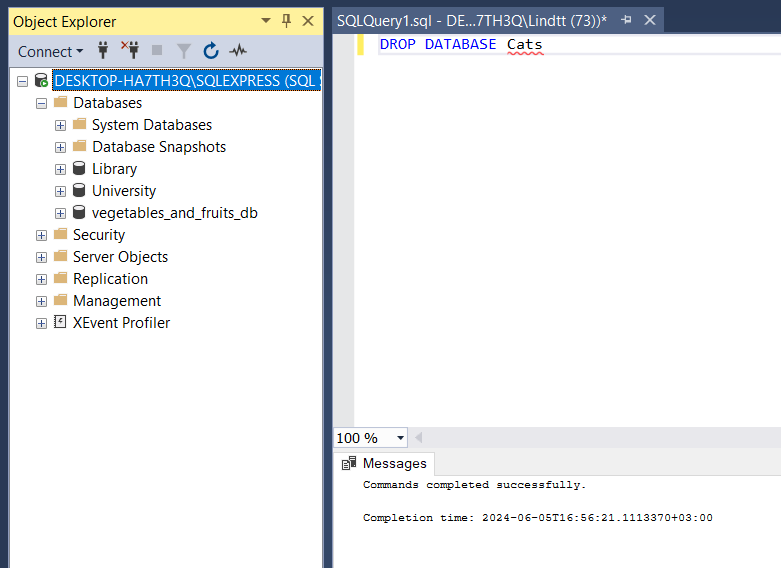 Object Explorer
Connect
DESKTOP-HA7TH3Q\SQLEXPRESS (SQL S
Databases
System Databases
Database Snapshots
Library
University
vegetables_and_fruits_db
Security
Server Objects
Replication
Management
XEvent Profiler
SQLQuery1.sql - DE...7TH3Q\Lindtt (73))*
DROP DATABASE Cats
100 %
Messages
Commands completed successfully.
Completion time: 2024-06-05T16:56:21.1113370+03:00